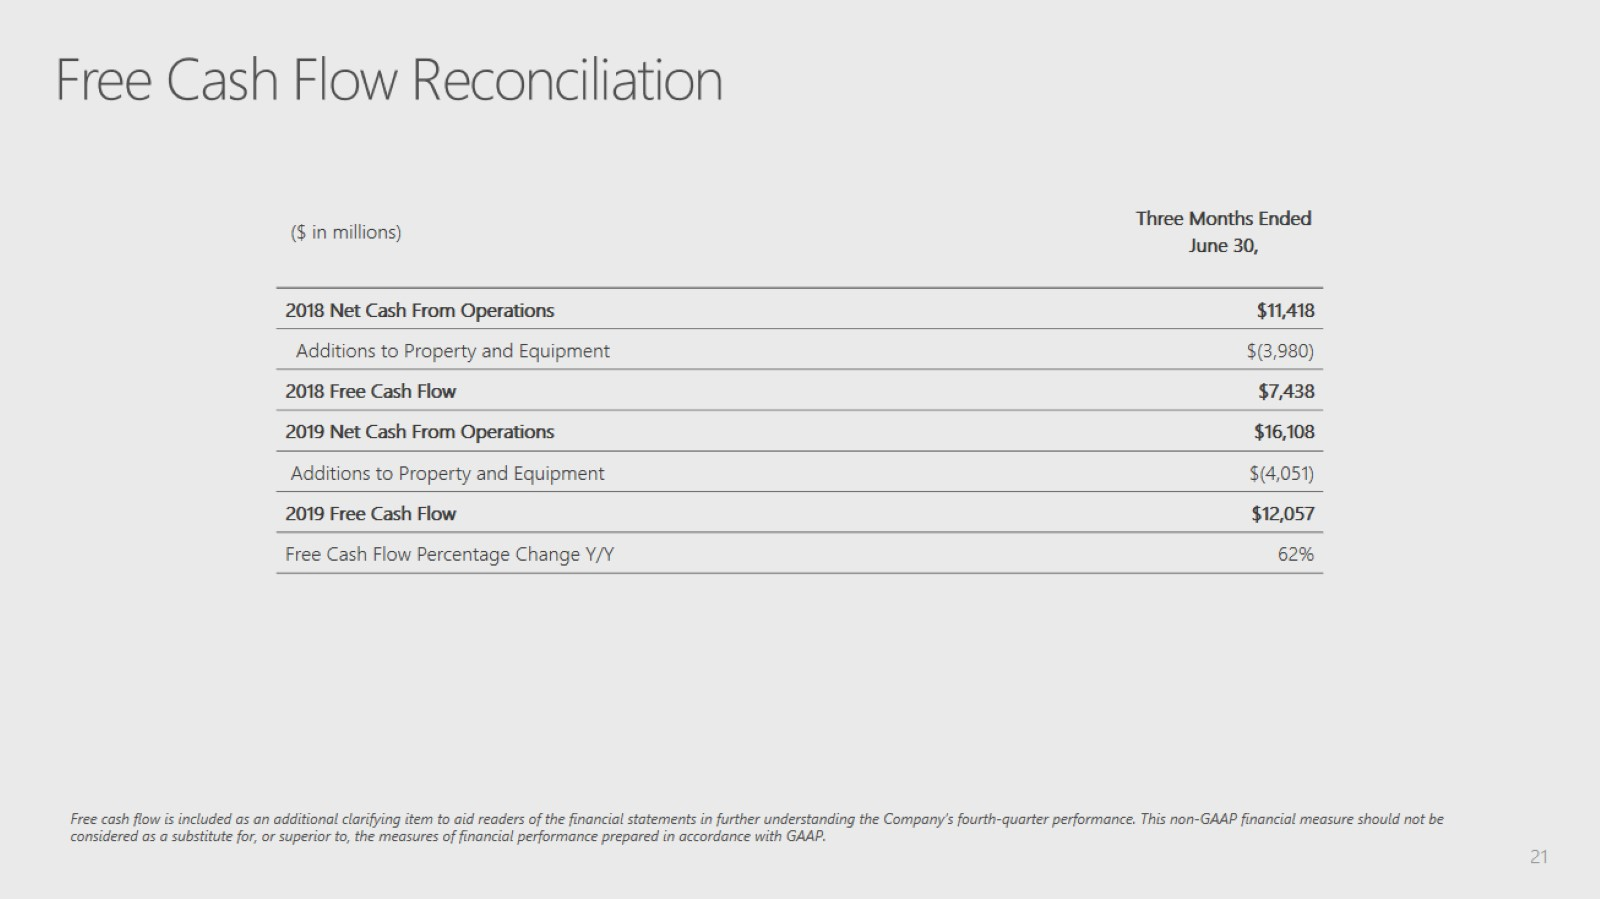 Free Cash Flow Reconciliation
($ in millions)
Three Months Ended
June 30,
2018 Net Cash From Operations $11,418
Additions to Property and Equipment $(3,980)
2018 Free Cash Flow $7,438
2019 Net Cash From Operations $16,108
Additions to Property and Equipment $(4,051)
2019 Free Cash Flow $12,057
Free Cash Flow Percentage Change Y/Y 62%
Free cash flow is included as an additional clarifying item to aid readers of the financial statements in further understanding the Company's fourth-quarter performance. This non-GAAP financial measure should not be
considered as a substitute for, or superior to, the measures of financial performance prepared in accordance with GAAP.
21